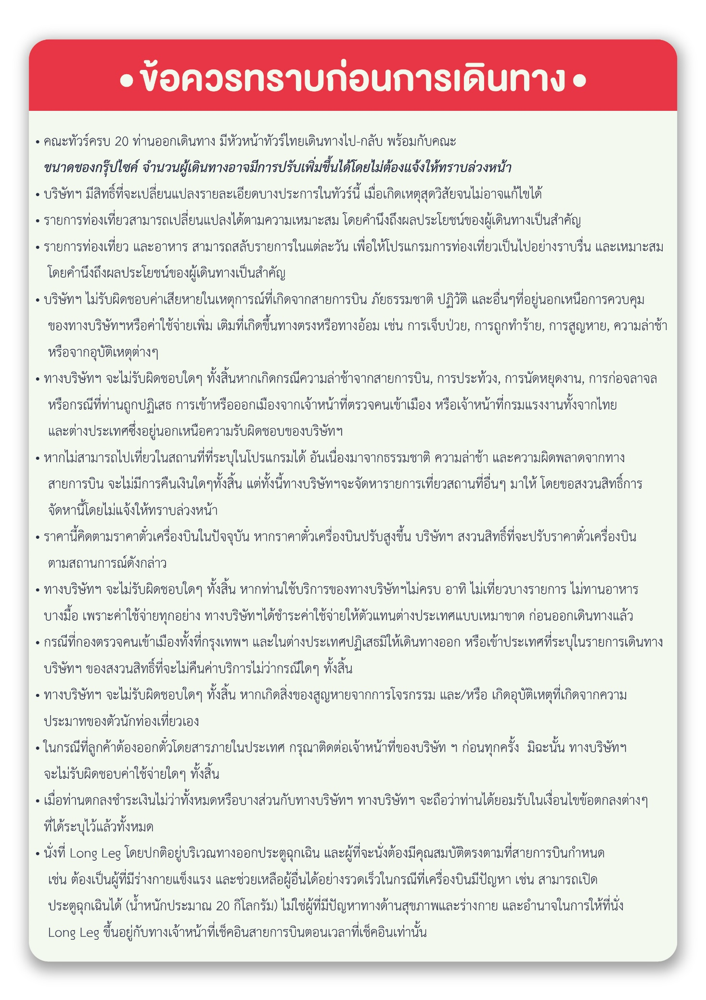 • ข้อควรทราบก่อนการเดินทาง •
• คณะทัวร์ครบ 20 ท่านออกเดินทาง มีหัวหน้าทัวร์ไทยเดินทางไป-กลับ พร้อมกับคณะ
ขนาดของกรุ๊ปไซค์ จำนวนผู้เดินทางอาจมีการปรับเพิ่มขึ้นได้โดยไม่ต้องแจ้งให้ทราบล่วงหน้า
• บริษัทฯ มีสิทธิ์ที่จะเปลี่ยนแปลงรายละเอียดบางประการในทัวร์นี้ เมื่อเกิดเหตุสุดวิสัยจนไม่อาจแก้ไขได้
• รายการท่องเที่ยวสามารถเปลี่ยนแปลงได้ตามความเหมาะสม โดยคำนึงถึงผลประโยชน์ของผู้เดินทางเป็นสำคัญ
• รายการท่องเที่ยว และอาหาร สามารถสลับรายการในแต่ละวัน เพื่อให้โปรแกรมการท่องเที่ยวเป็นไปอย่างราบรื่น และเหมาะสม
โดยคำนึงถึงผลประโยชน์ของผู้เดินทางเป็นสำคัญ
• บริษัทฯ ไม่รับผิดชอบค่าเสียหายในเหตุการณ์ที่เกิดจากสายการบิน ภัยธรรมชาติ ปฏิวัติ และอื่นๆที่อยู่นอกเหนือการควบคุม
ของทางบริษัทฯหรือค่าใช้จ่ายเพิ่ม เติมที่เกิดขึ้นทางตรงหรือทางอ้อม เช่น การเจ็บป่วย, การถูกทำร้าย, การสูญหาย, ความล่าช้า
หรือจากอุบัติเหตุต่างๆ
• ทางบริษัทฯ จะไม่รับผิดชอบใดๆ ทั้งสิ้นหากเกิดกรณีความล่าช้าจากสายการบิน, การประท้วง, การนัดหยุดงาน, การก่อจลาจล
หรือกรณีที่ท่านถูกปฏิเสธ การเข้าหรือออกเมืองจากเจ้าหน้าที่ตรวจคนเข้าเมือง หรือเจ้าหน้าที่กรมแรงงานทั้งจากไทย
และต่างประเทศซึ่งอยู่นอกเหนือความรับผิดชอบของบริษัทฯ
• หากไม่สามารถไปเที่ยวในสถานที่ที่ระบุในโปรแกรมได้ อันเนื่องมาจากธรรมชาติ ความล่าช้า และความผิดพลาดจากทาง
สายการบิน จะไม่มีการคืนเงินใดๆทั้งสิ้น แต่ทั้งนี้ทางบริษัทฯจะจัดหารายการเที่ยวสถานที่อื่นๆ มาให้ โดยขอสงวนสิทธิ์การ
จัดหานี้โดยไม่แจ้งให้ทราบล่วงหน้า
• ราคานี้คิดตามราคาตั๋วเครื่องบินในปัจจุบัน หากราคาตั๋วเครื่องบินปรับสูงขึ้น บริษัทฯ สงวนสิทธิ์ที่จะปรับราคาตั๋วเครื่องบิน
ตามสถานการณ์ดังกล่าว
• ทางบริษัทฯ จะไม่รับผิดชอบใดๆ ทั้งสิ้น หากท่านใช้บริการของทางบริษัทฯไม่ครบ อาทิ ไม่เที่ยวบางรายการ ไม่ทานอาหาร
บางมื้อ เพราะค่าใช้จ่ายทุกอย่าง ทางบริษัทฯได้ชำระค่าใช้จ่ายให้ตัวแทนต่างประเทศแบบเหมาขาด ก่อนออกเดินทางแล้ว
• กรณีที่กองตรวจคนเข้าเมืองทั้งที่กรุงเทพฯ และในต่างประเทศปฏิเสธมิให้เดินทางออก หรือเข้าประเทศที่ระบุในรายการเดินทาง
บริษัทฯ ของสงวนสิทธิ์ที่จะไม่คืนค่าบริการไม่ว่ากรณีใดๆ ทั้งสิ้น
• ทางบริษัทฯ จะไม่รับผิดชอบใดๆ ทั้งสิ้น หากเกิดสิ่งของสูญหายจากการโจรกรรม และ/หรือ เกิดอุบัติเหตุที่เกิดจากความ
ประมาทของตัวนักท่องเที่ยวเอง
• ในกรณีที่ลูกค้าต้องออกตั๋วโดยสารภายในประเทศ กรุณาติดต่อเจ้าหน้าที่ของบริษัท ฯ ก่อนทุกครั้ง  มิฉะนั้น ทางบริษัทฯ
จะไม่รับผิดชอบค่าใช้จ่ายใดๆ ทั้งสิ้น
• เมื่อท่านตกลงชำระเงินไม่ว่าทั้งหมดหรือบางส่วนกับทางบริษัทฯ ทางบริษัทฯ จะถือว่าท่านได้ยอมรับในเงื่อนไขข้อตกลงต่างๆ
ที่ได้ระบุไว้แล้วทั้งหมด
• นั่งที่ Long Leg โดยปกติอยู่บริเวณทางออกประตูฉุกเฉิน และผู้ที่จะนั่งต้องมีคุณสมบัติตรงตามที่สายการบินกำหนด
เช่น ต้องเป็นผู้ที่มีร่างกายแข็งแรง และช่วยเหลือผู้อื่นได้อย่างรวดเร็วในกรณีที่เครื่องบินมีปัญหา เช่น สามารถเปิด
ประตูฉุกเฉินได้ (น้ำหนักประมาณ 20 กิโลกรัม) ไม่ใช่ผู้ที่มีปัญหาทางด้านสุขภาพและร่างกาย และอำนาจในการให้ที่นั่ง
Long Leg ขึ้นอยู่กับทางเจ้าหน้าที่เช็คอินสายการบินตอนเวลาที่เช็คอินเท่านั้น